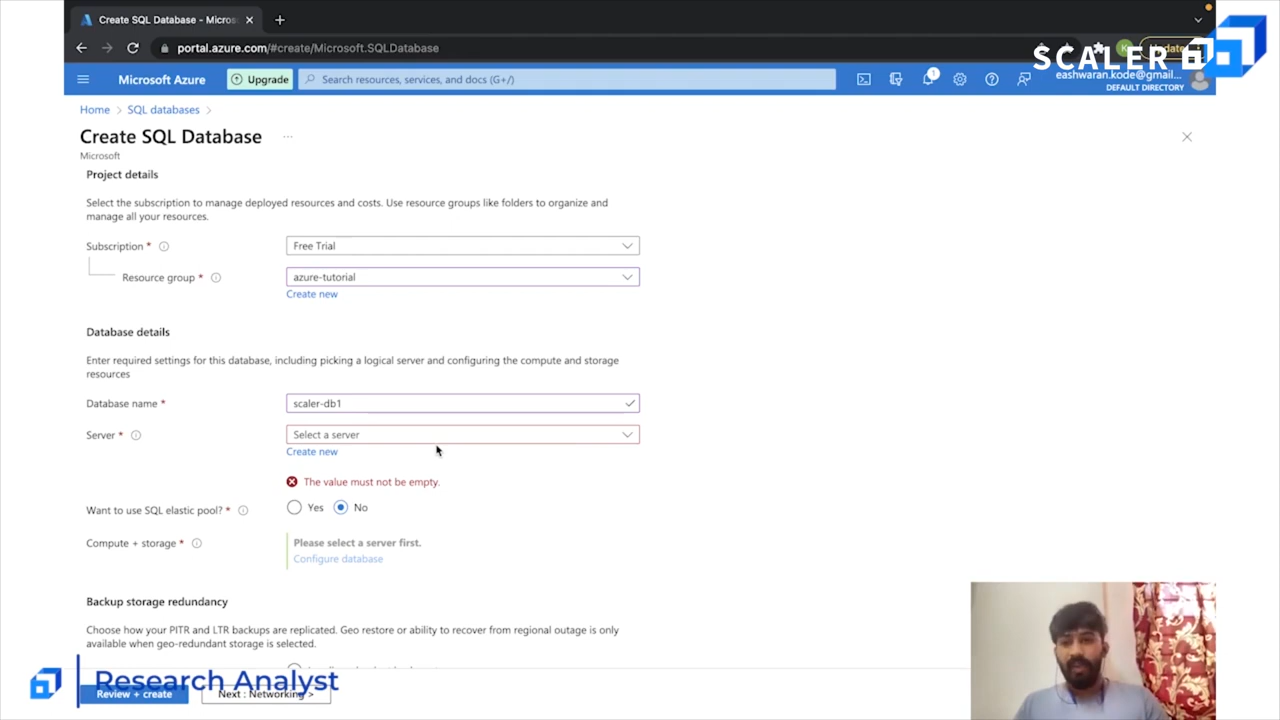 Create SQL Database - Micros
portal.azure.com/#create/Microsoft.SQLDatabase
SCALER
Microsoft Azure
Upgrade
Search resources, services, and docs (G+/)
1
eashwaran.kode@gmail...
DEFAULT DIRECTORY
Home > SQL databases >
Create SQL Database ...
Microsoft
Project details
Select the subscription to manage deployed resources and costs. Use resource groups like folders to organize and
manage all your resources.
Subscription *
Free Trial
Resource group *
azure-tutorial
Create new
Database details
Enter required settings for this database, including picking a logical server and configuring the compute and storage
resources
Database name *
scaler-db1
Server *
Select a server
Create new
The value must not be empty.
Want to use SQL elastic pool? *
Yes
No
Compute + storage *
Please select a server first.
Configure database
Backup storage redundancy
Choose how your PITR and LTR backups are replicated. Geo restore or ability to recover from regional outage is only
available when geo-redundant storage is selected.
Research Analyst
Review + create
Next : Networking >